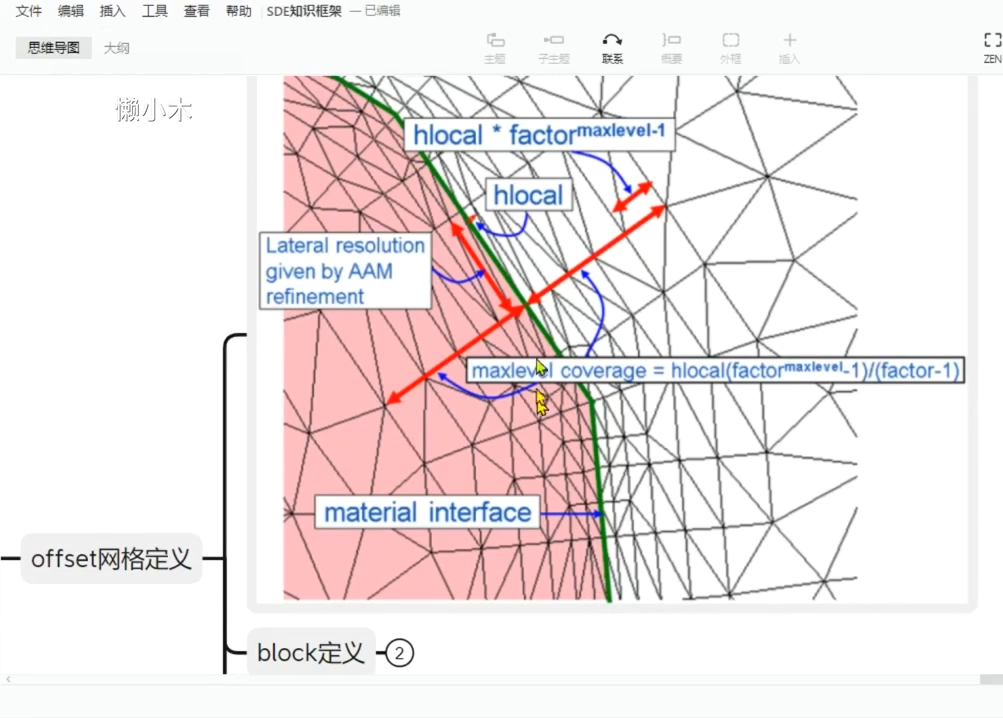 文件 编辑 插入 工具 查看 帮助 SDE知识框架 — 已编辑
思维导图 大纲
主题 子主题 联系 概要 外框 插入 ZEN
懒小木
hlocal * factormaxlevel-1
hlocal
Lateral resolution
given by AAM
refinement
maxlevel coverage = hlocal(factormaxlevel-1)/(factor-1)
material interface
offset网格定义
block定义 2